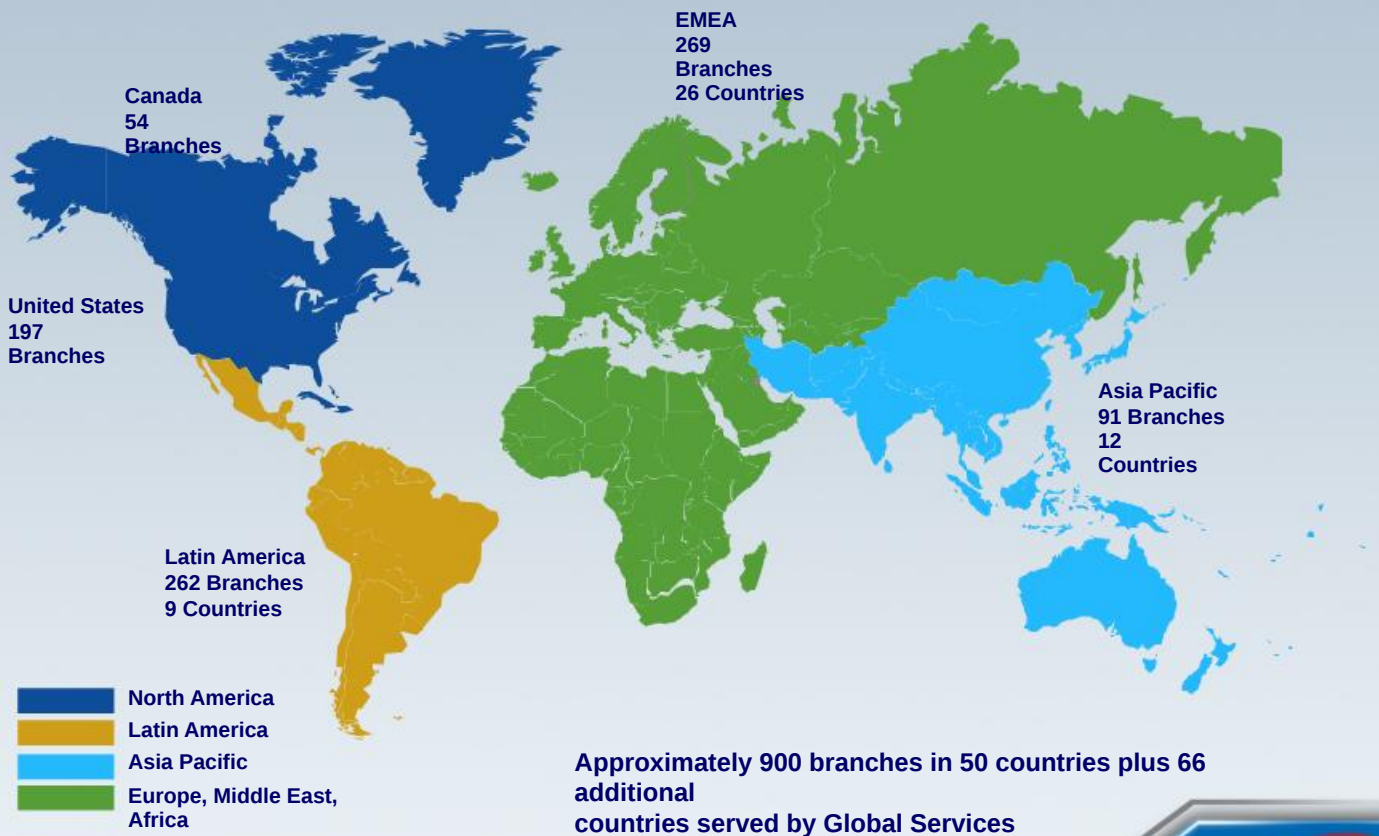 EMEA
269
Branches
26 Countries
Canada
54
Branches
United States
197
Branches
Asia Pacific
91 Branches
12
Countries
Latin America
262 Branches
9 Countries
North America
Latin America
Asia Pacific
Europe, Middle East,
Africa
Approximately 900 branches in 50 countries plus 66
additional
countries served by Global Services